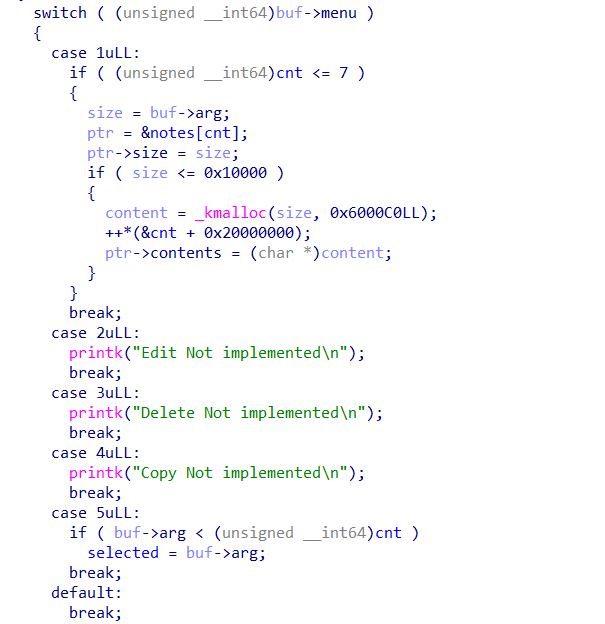 switch ( (unsigned __int64)buf->menu )
{
case 1uLL:
if ( (unsigned __int64)cnt <= 7 )
{
size = buf->arg;
ptr = &notes[cnt];
ptr->size = size;
if ( size <= 0x10000 )
{
content = _kmalloc(size, 0x6000C0LL);
++*(&cnt + 0x20000000);
ptr->contents = (char *)content;
}
}
break;
case 2uLL:
printk("Edit Not implemented\n");
break;
case 3uLL:
printk("Delete Not implemented\n");
break;
case 4uLL:
printk("Copy Not implemented\n");
break;
case 5uLL:
if ( buf->arg < (unsigned __int64)cnt )
selected = buf->arg;
break;
default:
break;